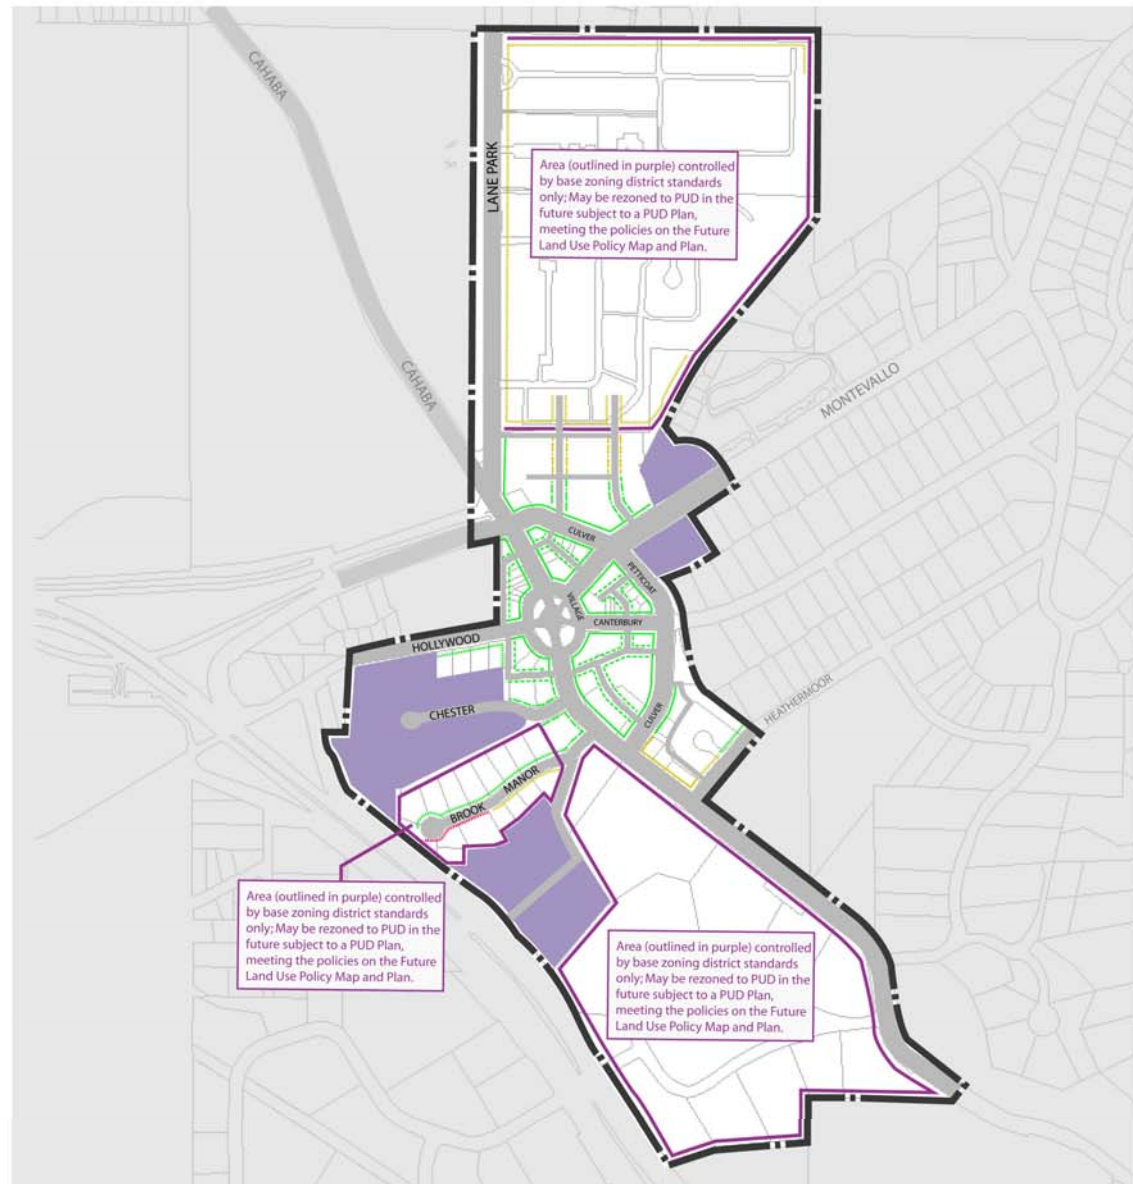 CAHABA
LANE PARK
Area (outlined in purple) controlled
by base zoning district standards
only; May be rezoned to PUD in the
future subject to a PUD Plan,
meeting the policies on the Future
Land Use Policy Map and Plan.
CAHABA
MONTEVALLO
CULVER
PETTICOAT
VILLAGE
CANTERBURY
HOLLYWOOD
HEATHERMOOR
CHESTER
CULVER
BROOK MANOR
Area (outlined in purple) controlled
by base zoning district standards
only; May be rezoned to PUD in the
future subject to a PUD Plan,
meeting the policies on the Future
Land Use Policy Map and Plan.
Area (outlined in purple) controlled
by base zoning district standards
only; May be rezoned to PUD in the
future subject to a PUD Plan,
meeting the policies on the Future
Land Use Policy Map and Plan.